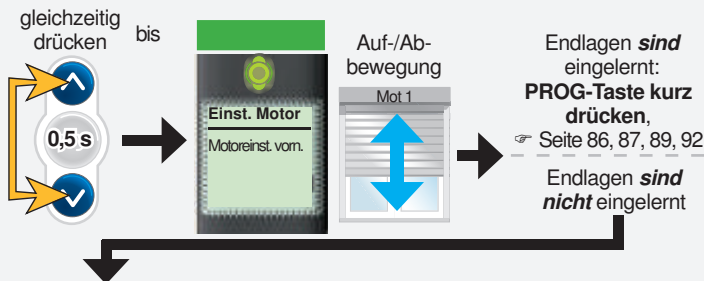 gleichzeitig
drücken
bis
0,5 s
Einst. Motor
Motoreinst. vorn.
Auf-/Ab-
bewegung
Mot 1
Endlagen sind
eingelernt:
PROG-Taste kurz
drücken,
☞ Seite 86, 87, 89, 92
Endlagen sind
nicht eingelernt